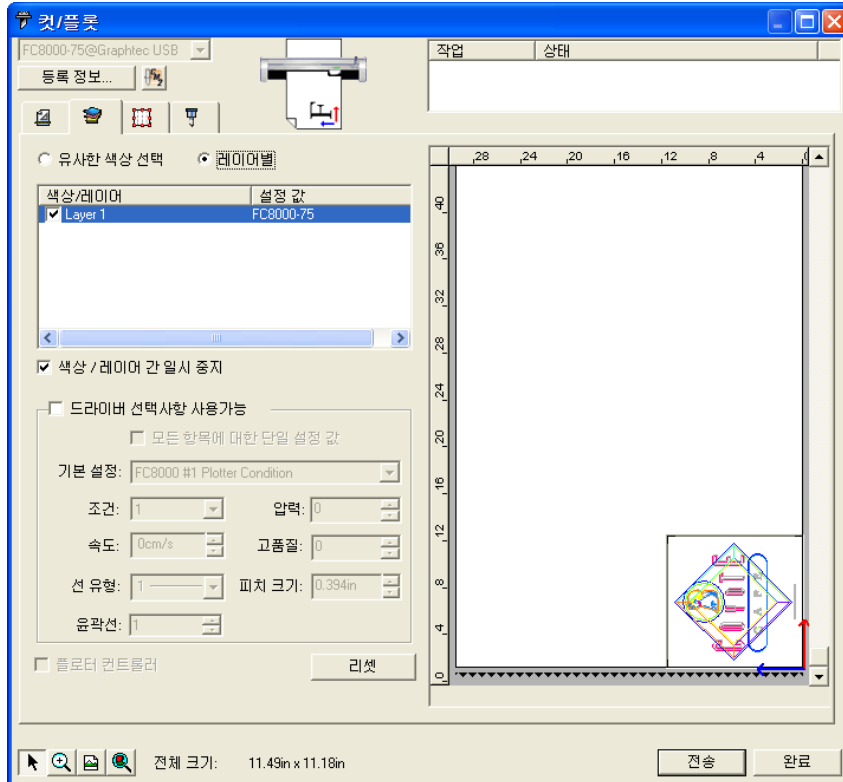 컷/플롯
FC8000-75@Graphtec USB
등록 정보...
작업 상태
유사한 색상 선택 레이어별
색상/레이어 설정 값
Layer 1 FC8000-75
색상 / 레이어 간 일시 중지
드라이버 선택사항 사용가능
모든 항목에 대한 단일 설정 값
기본 설정: FC8000 #1 Plotter Condition
조건: 1 압력: 0
속도: 0cm/s 고품질: 0
선 유형: 1 피치 크기: 0.394in
윤곽선: 1
플로터 컨트롤러 리셋
28 24 20 16 12 8 4 0
40
36
32
28
24
20
16
12
8
4
0
COYOTE
전체 크기: 11.49in x 11.18in 전송 완료